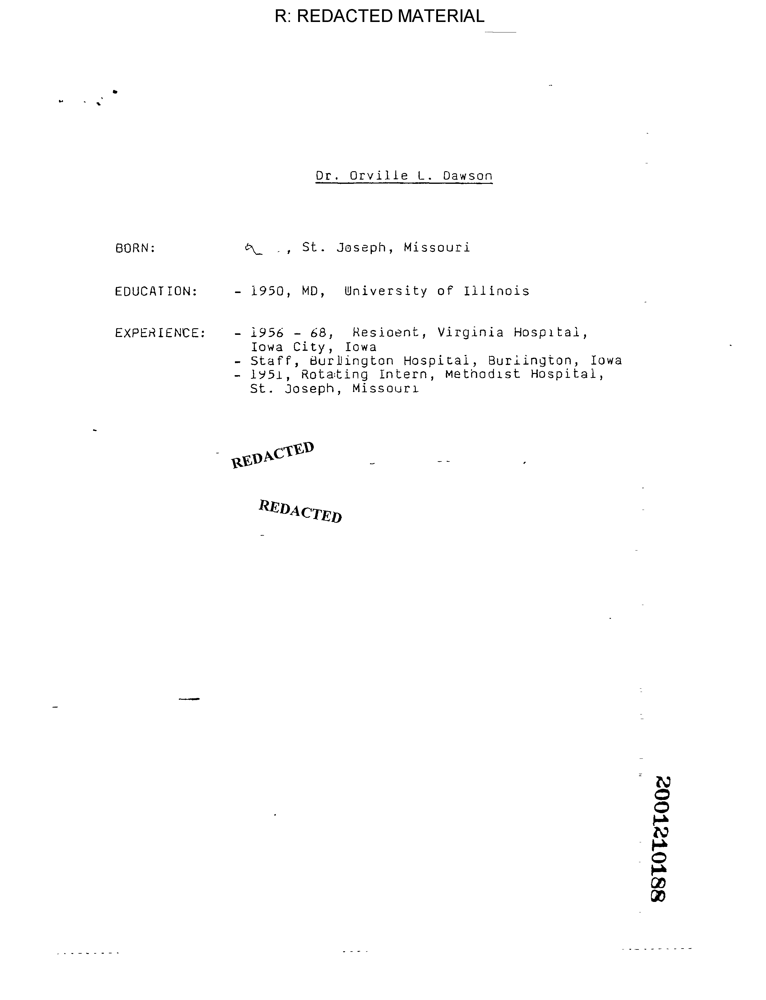 R: REDACTED MATERIAL
Dr. Orville L. Dawson
BORN: , St. Joseph, Missouri
EDUCATION: - 1950, MD, University of Illinois
EXPERIENCE: - 1956 - 68, Resident, Virginia Hospital,
Iowa City, Iowa
- Staff, Burlington Hospital, Burlington, Iowa
- 1951, Rotating Intern, Methodist Hospital,
St. Joseph, Missouri
REDACTED
REDACTED
2001210188